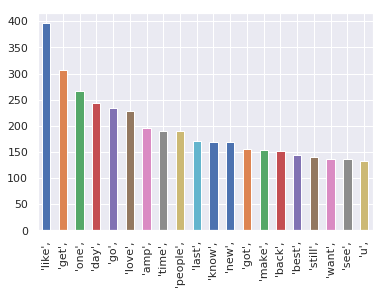 400
350
300
250
200
150
100
50
0
'like',
'get',
'one',
'day',
'go',
'love',
'amp',
'time',
'people',
'last',
'know',
'new',
'got',
'make',
'back',
'best',
'still',
'want',
'see',
'u',